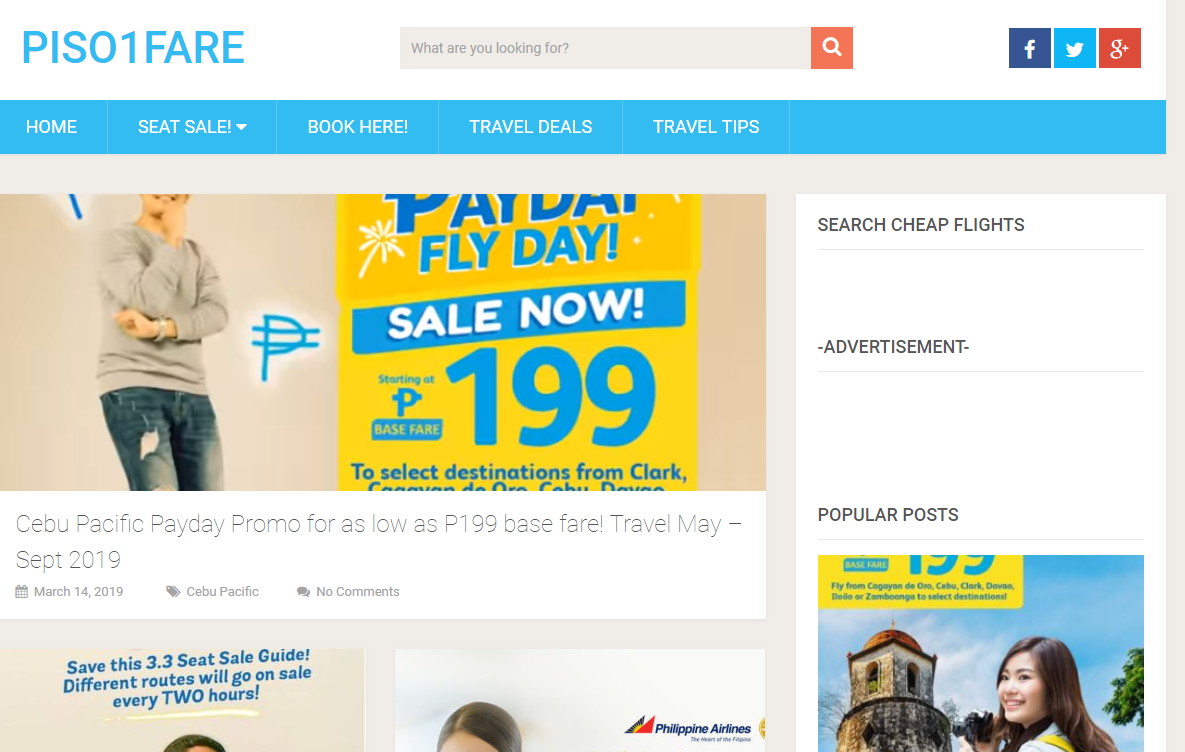 PISO1FARE
What are you looking for?
HOME
SEAT SALE!
BOOK HERE!
TRAVEL DEALS
TRAVEL TIPS
PAYDAY
FLY DAY!
SALE NOW!
Starting at
₱
BASE FARE
199
To select destinations from Clark,
Cagayan de Oro, Cebu, Davao,
Cebu Pacific Payday Promo for as low as P199 base fare! Travel May –
Sept 2019
March 14, 2019
Cebu Pacific
No Comments
Save this 3.3 Seat Sale Guide!
Different routes will go on sale
every TWO hours!
Philippine Airlines
The Heart of the Filipino
SEARCH CHEAP FLIGHTS
-ADVERTISEMENT-
POPULAR POSTS
BASE FARE
199
Fly from Cagayan de Oro, Cebu, Clark, Davao,
Iloilo or Zamboanga to select destinations!